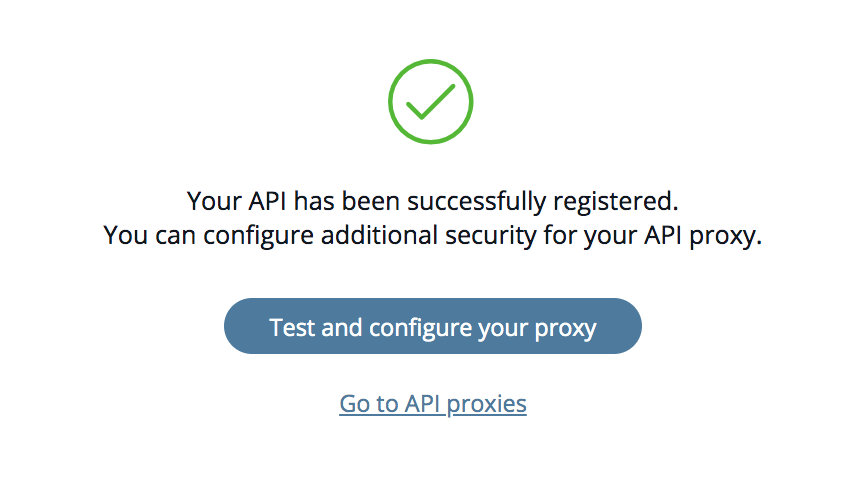 Your API has been successfully registered.
You can configure additional security for your API proxy.
Test and configure your proxy
Go to API proxies